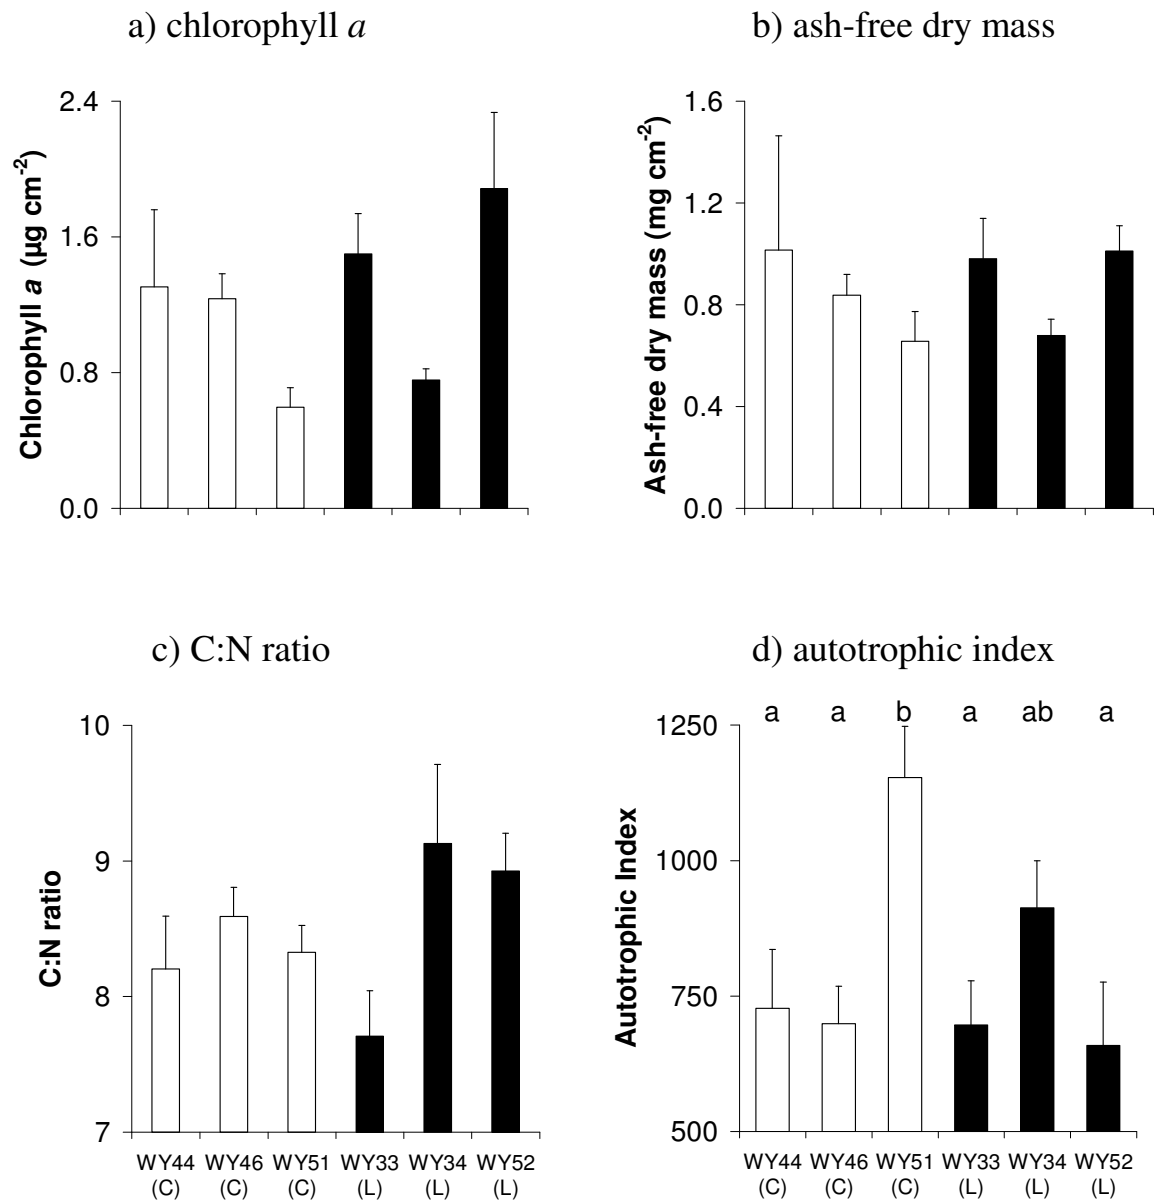 a) chlorophyll a
b) ash-free dry mass
2.4
1.6
0.8
0.0
Chlorophyll a (µg cm-2)
1.6
1.2
0.8
0.4
0.0
Ash-free dry mass (mg cm-2)
c) C:N ratio
d) autotrophic index
10
9
8
7
C:N ratio
WY44 WY46 WY51 WY33 WY34 WY52
(C) (C) (C) (L) (L) (L)
a a b a ab a
1250
1000
750
500
Autotrophic Index
WY44 WY46 WY51 WY33 WY34 WY52
(C) (C) (C) (L) (L) (L)